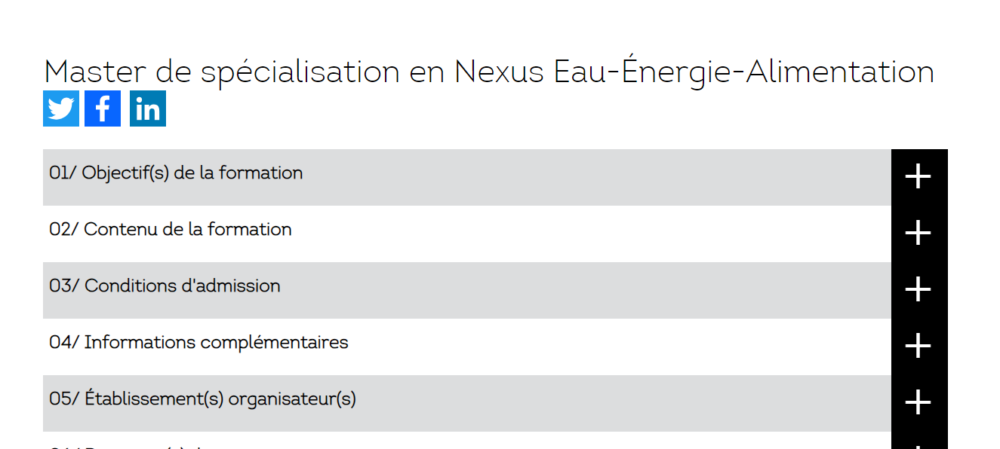 Master de spécialisation en Nexus Eau-Énergie-Alimentation
01/ Objectif(s) de la formation
02/ Contenu de la formation
03/ Conditions d'admission
04/ Informations complémentaires
05/ Établissement(s) organisateur(s)